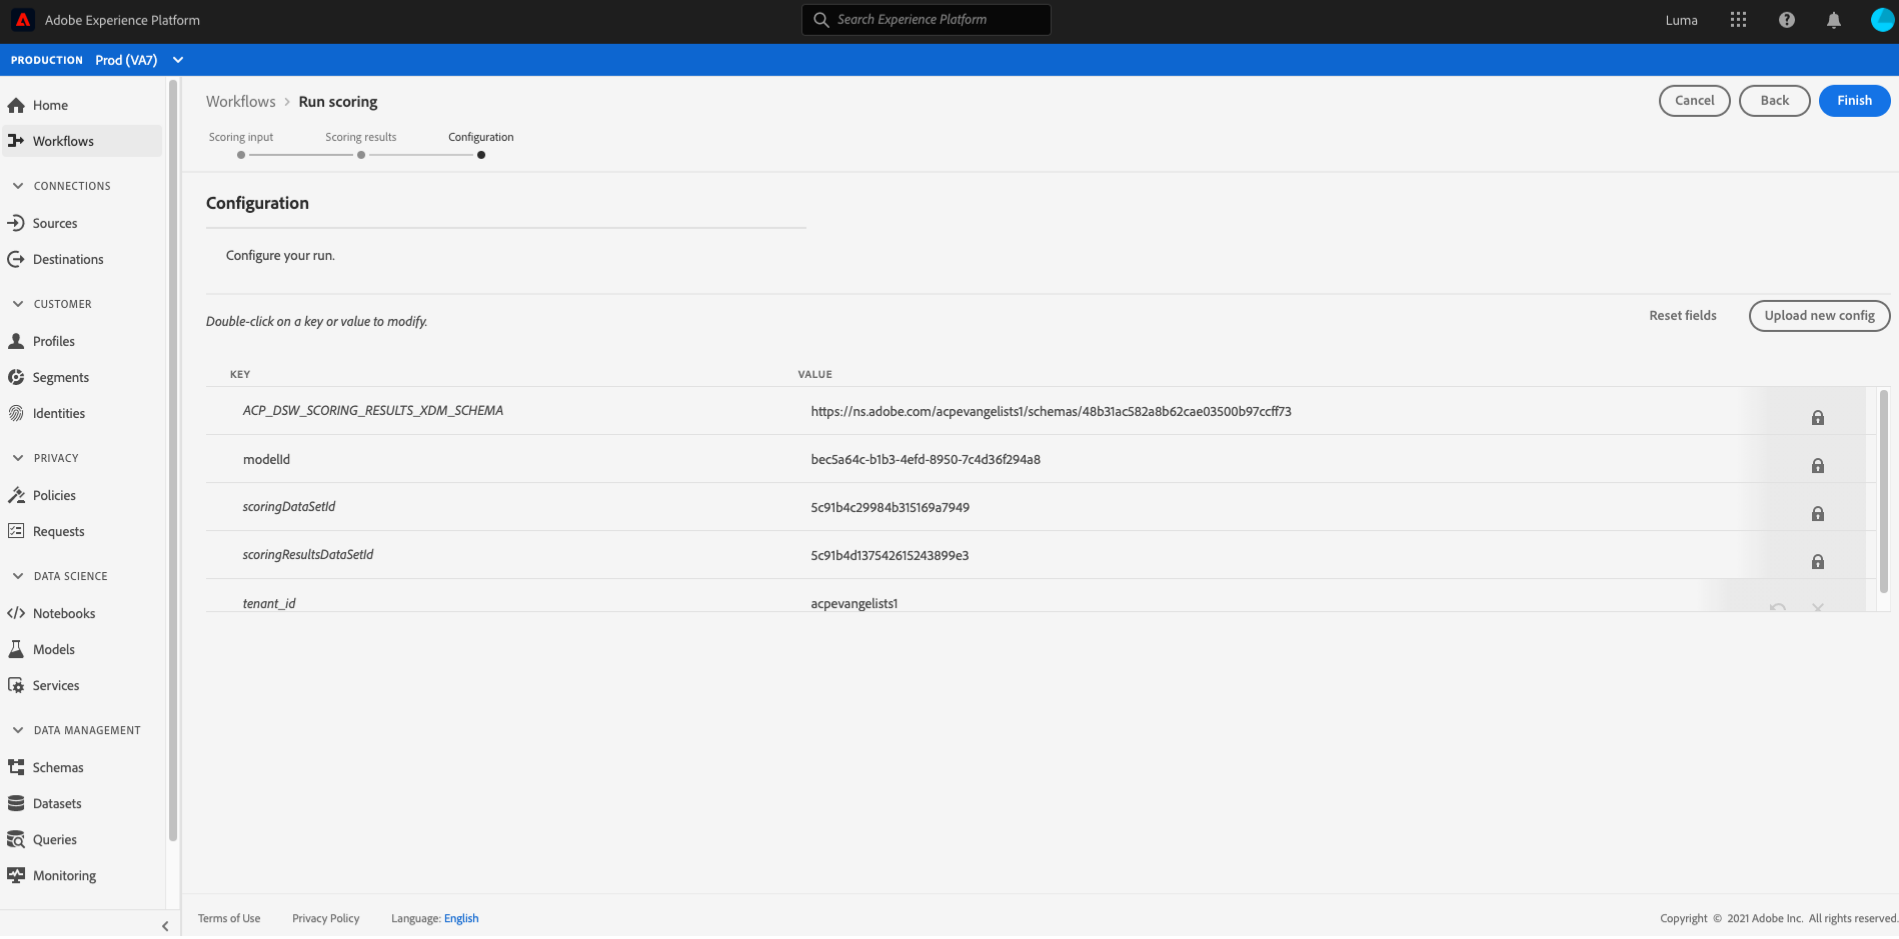 Adobe Experience Platform
Search Experience Platform
Luma
PRODUCTION Prod (VA7)
Home
Workflows
CONNECTIONS
Sources
Destinations
CUSTOMER
Profiles
Segments
Identities
PRIVACY
Policies
Requests
DATA SCIENCE
Notebooks
Models
Services
DATA MANAGEMENT
Schemas
Datasets
Queries
Monitoring
Workflows > Run scoring
Cancel
Back
Finish
Scoring input
Scoring results
Configuration
Configuration
Configure your run.
Double-click on a key or value to modify.
Reset fields
Upload new config
KEY VALUE
ACP_DSW_SCORING_RESULTS_XDM_SCHEMA https://ns.adobe.com/acpevangelists1/schemas/48b31ac582a8b62cae03500b97ccff73
modelId bec5a64c-b1b3-4efd-8950-7c4d36f294a8
scoringDataSetId 5c91b4c29984b315169a7949
scoringResultsDataSetId 5c91b4d137542615243899e3
tenant_id acpevangelists1
Terms of Use Privacy Policy Language: English
Copyright © 2021 Adobe Inc. All rights reserved.